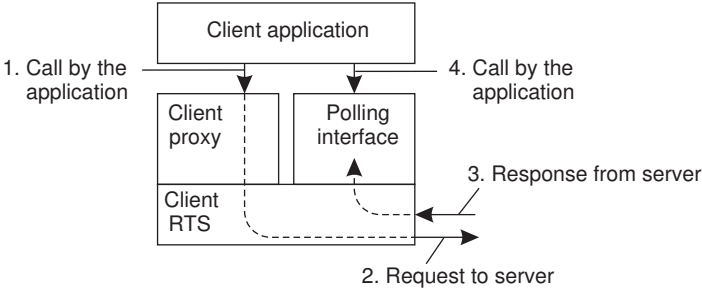 Client application
1. Call by the
application
4. Call by the
application
Client
proxy
Polling
interface
3. Response from server
Client
RTS
2. Request to server